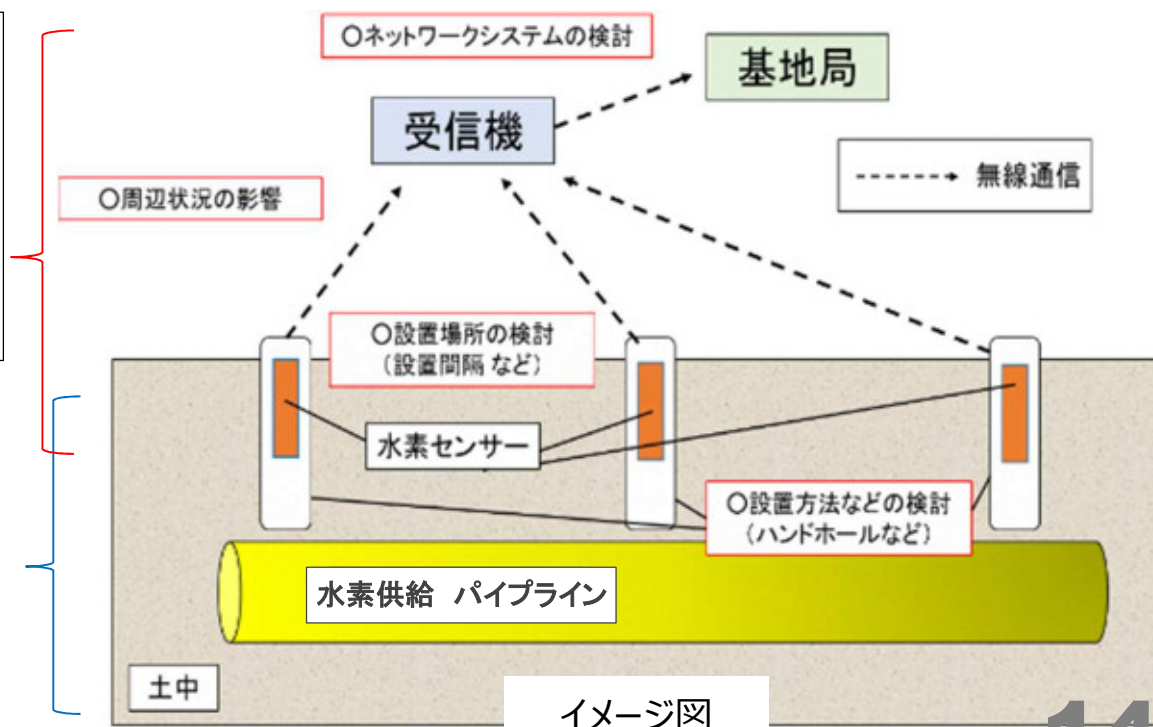 ○ネットワークシステムの検討
基地局
受信機
無線通信
○周辺状況の影響
○設置場所の検討
(設置間隔 など)
水素センサー
○設置方法などの検討
(ハンドホールなど)
水素供給 パイプライン
土中
イメージ図
14